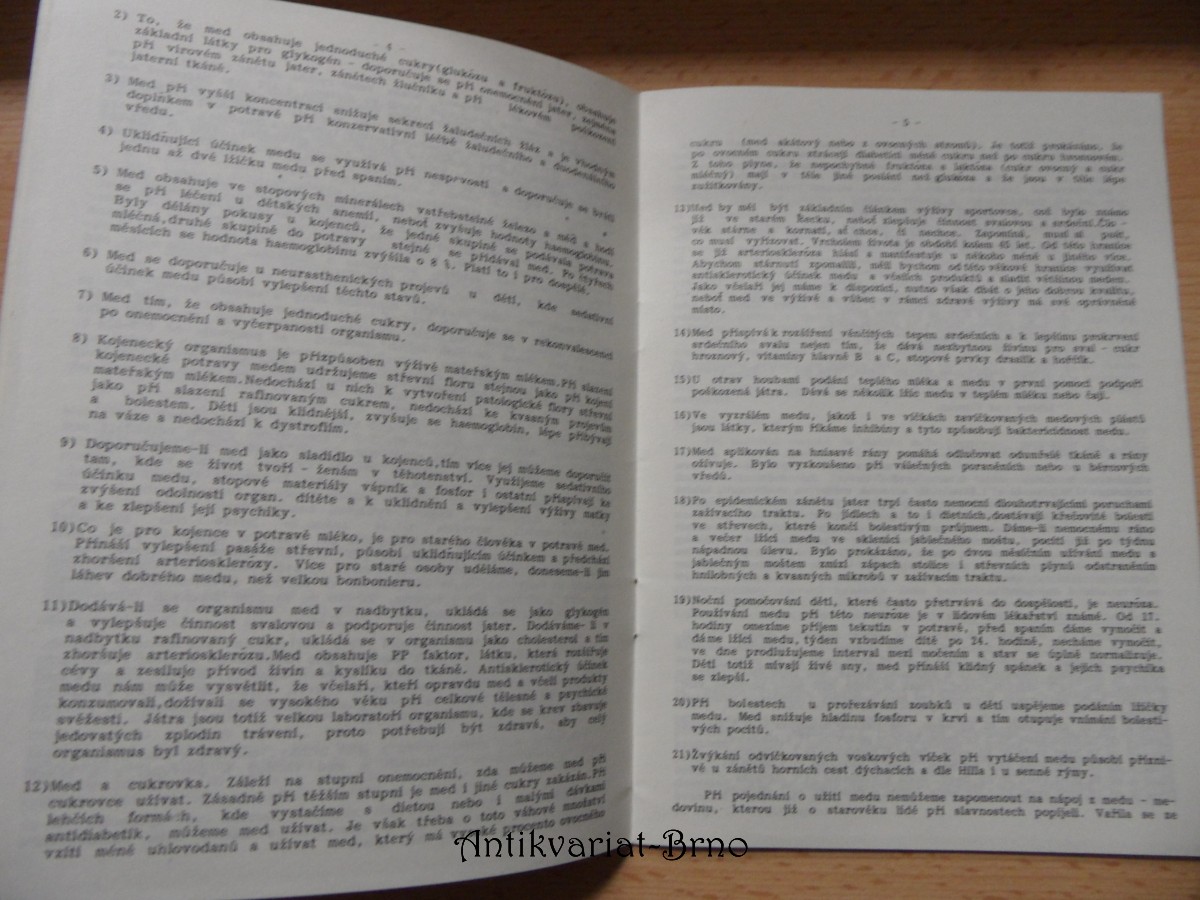 - 4 -
2) To, že med obsahuje jednoduché cukry(glukózu a fruktózu), obsahuje
základní látky pro glykogén - doporučuje se při onemocnění jater, zejména
při virovém zánětu jater, zánětech žlučníku a při lékovém poškození
jaterní tkáně.
3) Med při vyšší koncentraci snižuje sekreci žaludečních žláz a je vhodným
doplňkem v potravě při konzervativní léčbě žaludečního a duodenálního
vředu.
4) Uklidňující účinek medu se využívá při nespavosti a doporučuje se bráti
jednu až dvě lžičku medu před spaním.
5) Med obsahuje ve stopových minerálech vstřebatelné železo a měď a hodí
se při léčení u dětských anemií, neboť zvyšuje hodnoty haemoglobinu.
Byly dělány pokusy u kojenců, že jedné skupině se podávala potrava
mléčná,druhé skupině do potravy stejné se přidával med. Po čtyřech
měsících se hodnota haemoglobinu zvýšila o 8 %. Platí to i pro dospělé.
6) Med se doporučuje u neurasthenických projevů u dětí, kde sedativní
účinek medu působí vylepšení těchto stavů.
7) Med tím, že obsahuje jednoduché cukry, doporučuje se v rekonvalescenci
po onemocnění a vyčerpanosti organismu.
8) Kojenecký organismus je přizpůsoben výživě mateřským mlékem.Při slazení
kojenecké potravy medem udržujeme střevní floru stejnou jako při kojení
mateřským mlékem.Nedochází u nich k vytvoření patologické flory střevní
jako při slazení rafinovaným cukrem, nedochází ke kvasným projevům
a bolestem. Děti jsou klidnější, zvyšuje se haemoglobin, lépe přibývají
na váze a nedochází k dystrofiím.
9) Doporučujeme-li med jako sladidlo u kojenců,tím více jej můžeme doporučit
tam, kde se život tvoří - ženám v těhotenství. Využijeme sedativního
účinku medu, stopové materiály vápník a fosfor i ostatní přispívají ke
zvýšení odolnosti organ. dítěte a k uklidnění a vylepšení výživy matky
a ke zlepšení její psychiky.
10)Co je pro kojence v potravě mléko, je pro starého člověka v potravě med.
Přináší vylepšení pasáže střevní, působí uklidňujícím účinkem a předchází
zhoršení arteriosklerózy. Více pro staré osoby uděláme, doneseme-li jim
láhev dobrého medu, než velkou bonbonieru.
11)Dodává-li se organismu med v nadbytku, ukládá se jako glykogén
a vylepšuje činnost svalovou a podporuje činnost jater. Dodáváme-li v
nadbytku rafinovaný cukr, ukládá se v organismu jako cholesterol a tím
zhoršuje arteriosklerózu.Med obsahuje PP faktor, látku, která rozšiřuje
cévy a zesiluje přívod živin a kyslíku do tkáně. Antisklerotický účinek
medu nám může vysvětlit, že včelaři, kteří opravdu med a včelí produkty
konzumovali,dožívali se vysokého věku při celkové tělesné a psychické
svěžesti. Játra jsou totiž velkou laboratoří organismu, kde se krev zbavuje
jedovatých zplodin trávení, proto potřebují být zdravá, aby celý
organismus byl zdravý.
12)Med a cukrovka. Záleží na stupni onemocnění, zda můžeme med při
cukrovce užívat. Zásadně při těžším stupni je med i jiné cukry zakázán.Při
lehčích formách, kde vystačíme s dietou nebo i malými dávkami
antidiabetik, můžeme med užívat. Je však třeba o toto váhové množství
vzíti méně uhlovodanů a užívat med, který má vysoké procento ovocného
- 5 -
cukru (med akátový nebo z ovocných stromů). Je totiž prokázáno, že
po ovocném cukru strácejí diabetici méně cukru než po cukru hroznovém.
Z toho plyne, že nepochybně fruktóza a laktóza (cukr ovocný a cukr
mléčný) mají v těle jiné poslání než glukóza a že jsou v těle lépe
zužitkovány.
13)Med by měl být základním článkem výživy sportovce, což bylo známo
již ve starém Řecku, neboť zlepšuje činnost svalovou a srdeční.Člo -
věk stárne a kornatí, ať chce, či nechce. Zapomíná, musí si psát,
co musí vyřizovat. Vrcholem života je období kolem 45 let. Od této hranice
se již arterioskleróza hlásí a manifestuje u někoho méně u jiného více.
Abychom stárnutí zpomalili, měli bychom od této věkové hranice využívat
antisklerotický účinek medu a včelích produktů a sladit většinou medem.
Jako včelaři jej máme k dispozici, nutno však dbát o jeho dobrou kvalitu,
neboť med ve výživě a vůbec v rámci zdravé výživy má své oprávněné
místo.
14)Med přispívá k rozšíření věnčitých tepen srdečních a k lepšímu prokrvení
srdečního svalu nejen tím, že dává nezbytnou živinu pro sval - cukr
hroznový, vitamíny hlavně B a C, stopové prvky draslík a hořčík.
15)U otrav houbami podání teplého mléka s medu v první pomoci podpoří
poškozená játra. Dává se několik lžic medu v teplém mléku nebo čaji.
16)Ve vyzrálém medu, jakož i ve víčkách zavíčkovaných medových plástů
jsou látky, kterým říkáme inhibiny a tyto způsobují baktericidnost medu.
17)Med aplikován na hnisavé rány pomáhá odlučovat odumřelé tkáně a rány
oživuje. Bylo vyzkoušeno při válečných poraněních nebo u bércových
vředů.
18)Po epidemickém zánětu jater trpí často nemocní dlouhotrvajícími poruchami
zažívacího traktu. Po jídlech a to i dietních,dostávají křečovité bolesti
ve střevech, které končí bolestivým průjmem. Dáme-li nemocnému ráno
a večer lžíci medu ve sklenici jablečného moštu, pocítí již po týdnu
nápadnou úlevu. Bylo prokázáno, že po dvou měsíčním užívání medu s
jablečným moštem zmizí zápach stolice i střevních plynů odstraněním
hnilobných a kvasných mikrobů v zažívacím traktu.
19)Noční pomočování dětí, které často přetrvává do dospělosti, je neuróza.
Používání medu při této neuróze je v lidovém lékařství známé. Od 17.
hodiny omezíme příjem tekutin v potravě, před spaním dáme vymočit a
dáme lžíci medu,týden vzbudíme dítě po 24. hodině, necháme vymočit,
ve dne prodlužujeme interval mezi močením a stav se úplně normalizuje.
Děti totiž mívají živé sny, med přináší klidný spánek a jejich psychika
se zlepší.
20)Při bolestech u prořezávání zoubků u dětí uspějeme podáním lžičky
medu. Med snižuje hladinu fosforu v krvi a tím otupuje vnímání bolesti-
vých pocitů.
21)Žvýkání odvíčkovaných voskových víček při vytáčení medu působí přízni-
vě u zánětů horních cest dýchacích a dle Hilla i u senné rýmy.
Při pojednání o užití medu nemůžeme zapomenout na nápoj z medu - me-
dovinu, kterou již o starověku lidé při slavnostech popíjeli. Vařila se ze
Antikvariat-Brno